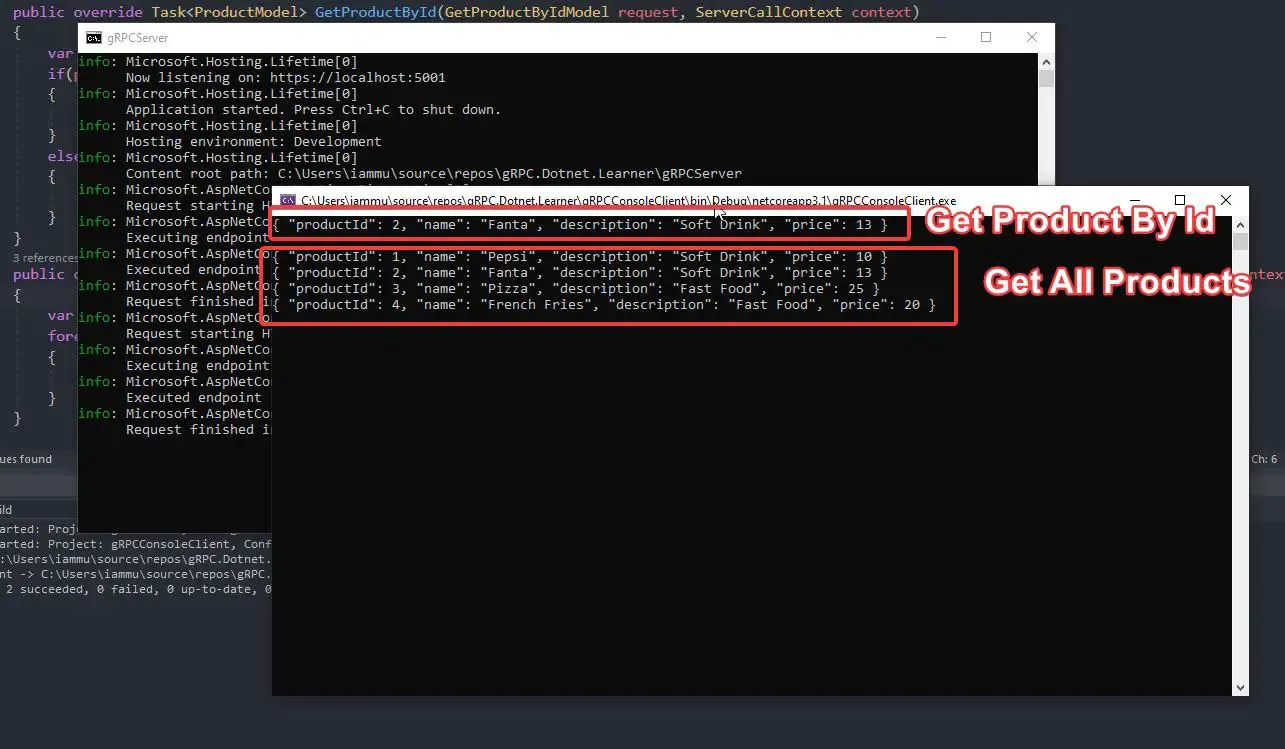 public override Task<ProductModel> GetProductById(GetProductByIdModel request, ServerCallContext context)
{
var
if(
{
}
else
{
}
}
3 references
public
{
var
fore
{
}
}
ues found
ild
arted: Proj
arted: Project: gRPCConsoleClient, Conf
:\Users\iammu\source\repos\gRPC.Dotnet.
nt -> C:\Users\iammu\source\repos\gRPC.
2 succeeded, 0 failed, 0 up-to-date, 0
gRPCServer
info: Microsoft.Hosting.Lifetime[0]
Now listening on: https://localhost:5001
info: Microsoft.Hosting.Lifetime[0]
Application started. Press Ctrl+C to shut down.
info: Microsoft.Hosting.Lifetime[0]
Hosting environment: Development
info: Microsoft.Hosting.Lifetime[0]
Content root path: C:\Users\iammu\source\repos\gRPC.Dotnet.Learner\gRPCServer
info: Microsoft.AspNetCo
Request starting H
info: Microsoft.AspNetCo
Executing endpoint
info: Microsoft.AspNetCo
Executed endpoint
info: Microsoft.AspNetCo
Request finished i
info: Microsoft.AspNetCo
Request starting H
info: Microsoft.AspNetCo
Executing endpoint
info: Microsoft.AspNetCo
Executed endpoint
info: Microsoft.AspNetCo
Request finished i
C:\Users\iammu\source\repos\gRPC.Dotnet.Learner\gRPCConsoleClient\bin\Debug\netcoreapp3.1\gRPCConsoleClient.exe
{ "productId": 2, "name": "Fanta", "description": "Soft Drink", "price": 13 }
Get Product By Id
{ "productId": 1, "name": "Pepsi", "description": "Soft Drink", "price": 10 }
{ "productId": 2, "name": "Fanta", "description": "Soft Drink", "price": 13 }
{ "productId": 3, "name": "Pizza", "description": "Fast Food", "price": 25 }
{ "productId": 4, "name": "French Fries", "description": "Fast Food", "price": 20 }
Get All Products
ntex
Ch: 6